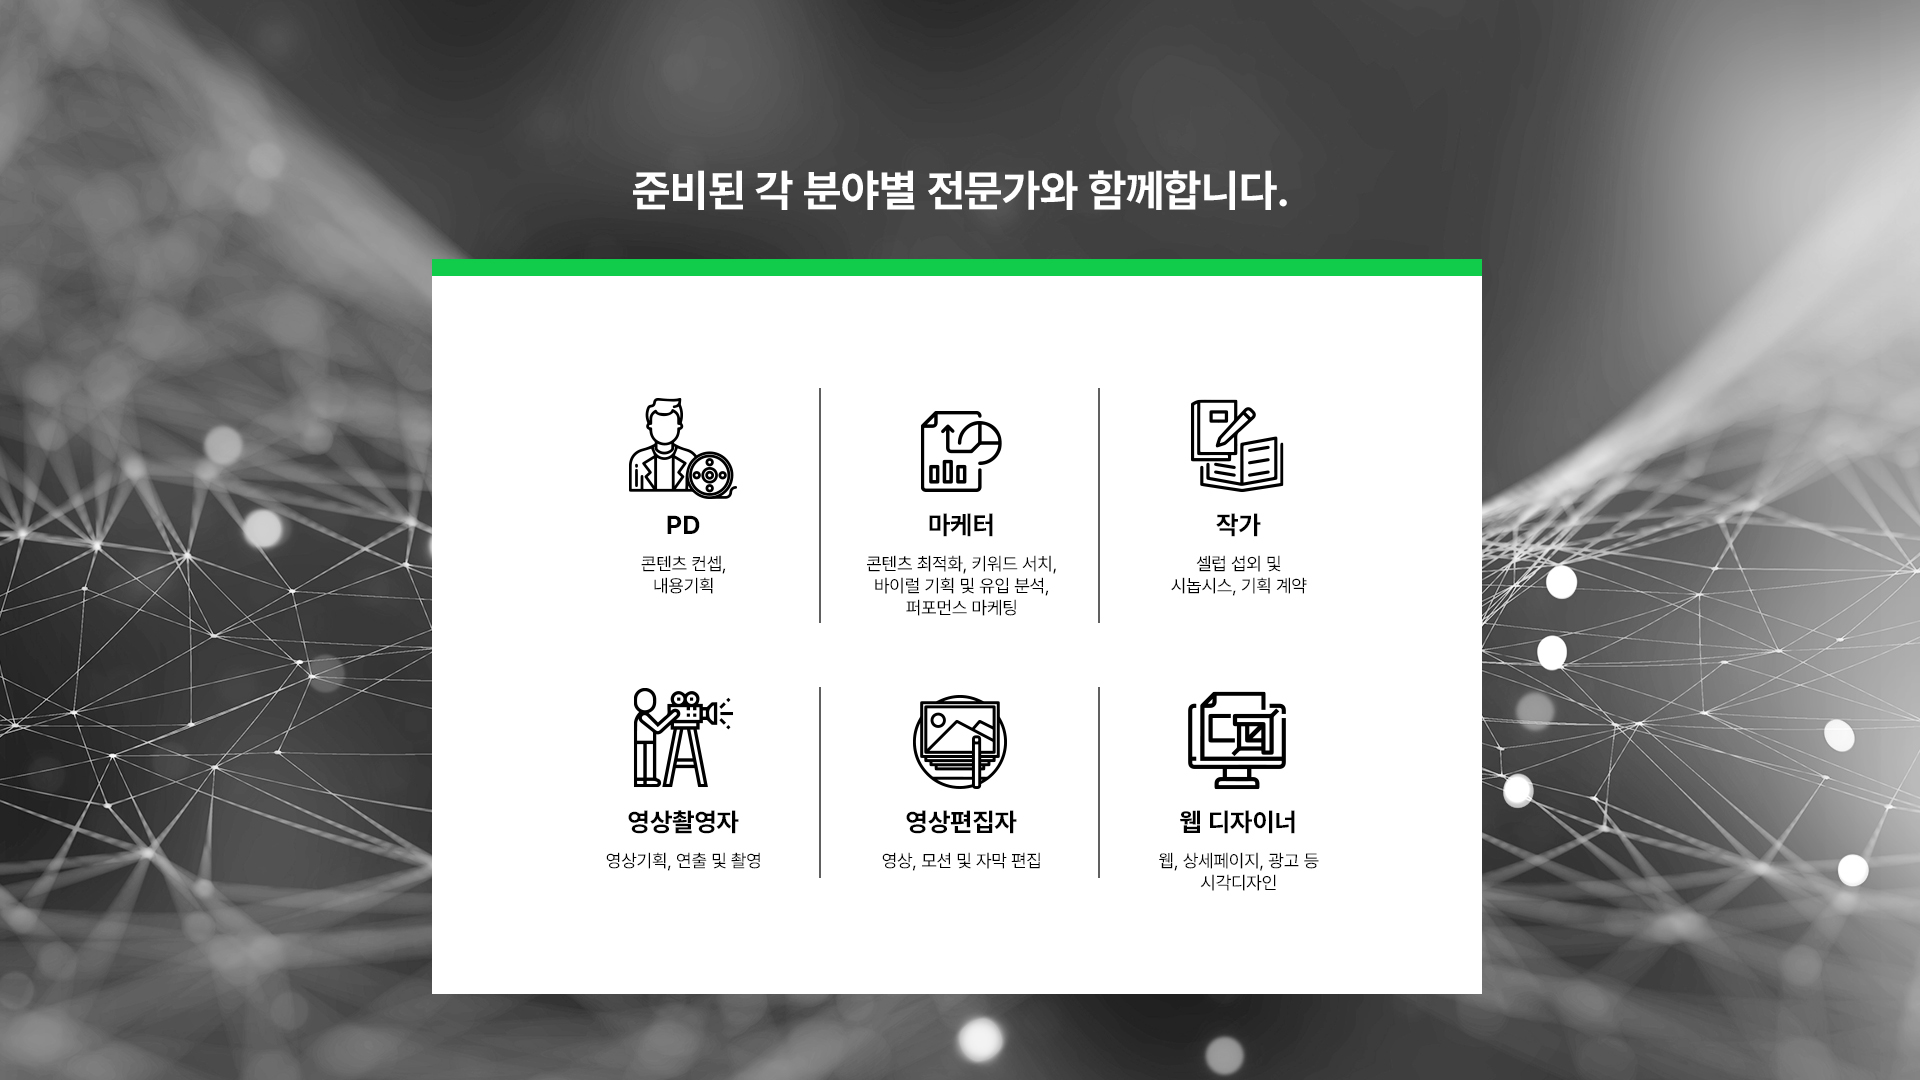 준비된 각 분야별 전문가와 함께합니다.
PD
콘텐츠 컨셉,
내용기획
마케터
콘텐츠 최적화, 키워드 서치,
바이럴 기획 및 유입 분석,
퍼포먼스 마케팅
작가
셀럽 섭외 및
시놉시스, 기획 계약
영상촬영자
영상기획, 연출 및 촬영
영상편집자
영상, 모션 및 자막 편집
웹 디자이너
웹, 상세페이지, 광고 등
시각디자인